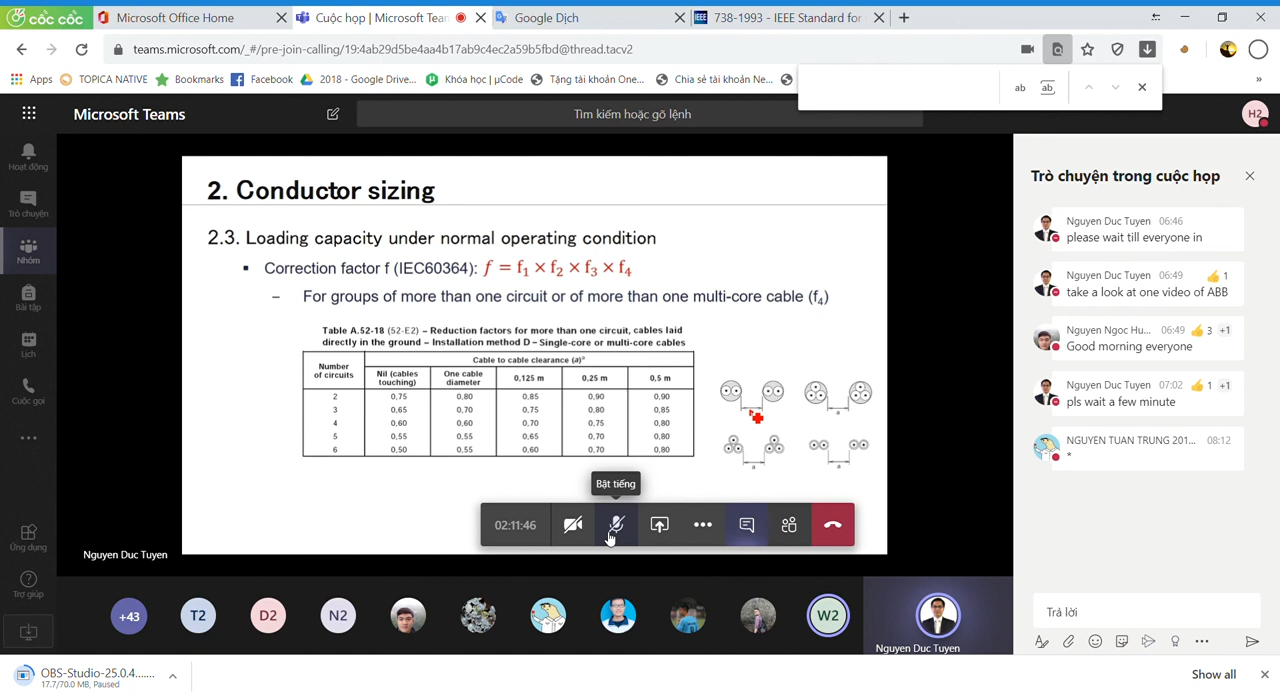 cốc cốc
Microsoft Office Home
Cuộc họp | Microsoft Tear
Google Dịch
IEEE
738-1993 - IEEE Standard for
teams.microsoft.com/_#/pre-join-calling/19:4ab29d5be4aa4b17ab9c4ec2a59b5fbd@thread.tacv2
Apps
TOPICA NATIVE
Bookmarks
Facebook
2018 - Google Drive...
Khóa học | µCode
Tặng tài khoản One...
Chia sẻ tài khoản Ne...
»
ab
ab,
Microsoft Teams
Tìm kiếm hoặc gõ lệnh
H2
Hoạt động
Trò chuyện
Nhóm
Bài tập
Lịch
Cuộc gọi
Ứng dụng
Trợ giúp
2. Conductor sizing
2.3. Loading capacity under normal operating condition
▪ Correction factor f (IEC60364): f = f1 × f2 × f3 × f4
– For groups of more than one circuit or of more than one multi-core cable (f4)
Table A.52-18 (52-E2) – Reduction factors for more than one circuit, cables laid
directly in the ground – Installation method D – Single-core or multi-core cables
Number of circuits
Cable to cable clearance (a)ᵃ
Nil (cables touching) One cable diameter 0,125 m 0,25 m 0,5 m
2 0,75 0,80 0,85 0,90 0,90
3 0,65 0,70 0,75 0,80 0,85
4 0,60 0,60 0,70 0,75 0,80
5 0,55 0,55 0,65 0,70 0,80
6 0,50 0,55 0,60 0,70 0,80
a
a
a
Bật tiếng
02:11:46
Nguyen Duc Tuyen
+43
T2
D2
N2
W2
Nguyen Duc Tuyen
Trò chuyện trong cuộc họp
Nguyen Duc Tuyen 06:46
please wait till everyone in
Nguyen Duc Tuyen 06:49 1
take a look at one video of ABB
Nguyen Ngoc Hu... 06:49 3 +1
Good morning everyone
Nguyen Duc Tuyen 07:02 1 +1
pls wait a few minute
NGUYEN TUAN TRUNG 201... 08:12
*
Trả lời
OBS-Studio-25.0.4......
17.7/70.0 MB, Paused
Show all